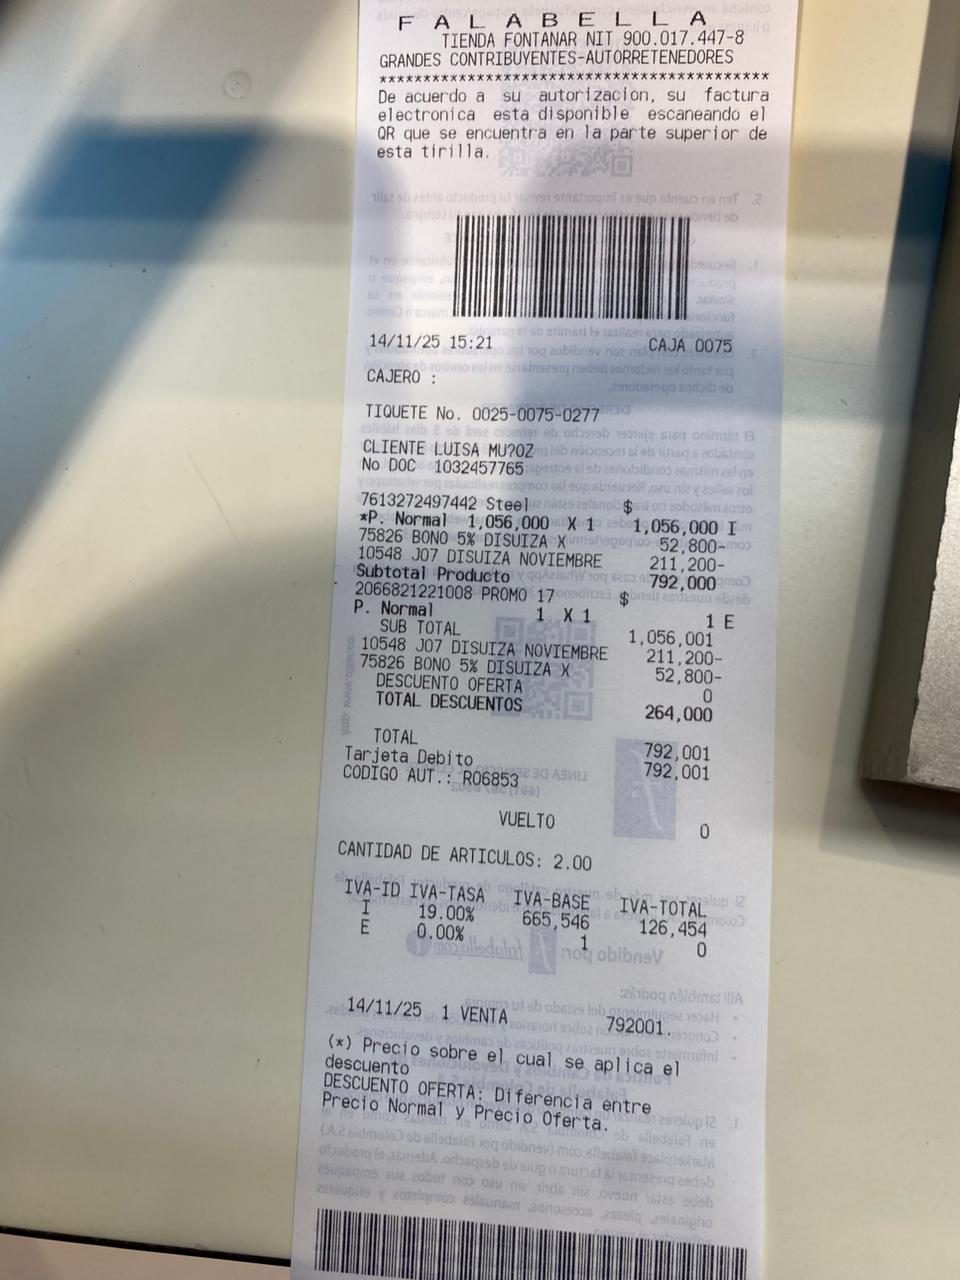 F A L A B E L L A
TIENDA FONTANAR NIT 900.017.447-8
GRANDES CONTRIBUYENTES-AUTORRETENEDORES
********************************************
De acuerdo a su autorizacion, su factura
electronica esta disponible escaneando el
QR que se encuentra en la parte superior de
esta tirilla.
14/11/25 15:21 CAJA 0075
CAJERO :
TIQUETE No. 0025-0075-0277
CLIENTE LUISA MU?OZ
No DOC 1032457765
7613272497442 Steel $
*P. Normal 1,056,000 X 1 1,056,000 I
75826 BONO 5% DISUIZA X 52,800-
10548 J07 DISUIZA NOVIEMBRE 211,200-
Subtotal Producto 792,000
2066821221008 PROMO 17 $
P. Normal 1 X 1 1 E
SUB TOTAL 1,056,001
10548 J07 DISUIZA NOVIEMBRE 211,200-
75826 BONO 5% DISUIZA X 52,800-
DESCUENTO OFERTA 0
TOTAL DESCUENTOS 264,000
TOTAL 792,001
Tarjeta Debito 792,001
CODIGO AUT.: R06853
VUELTO 0
CANTIDAD DE ARTICULOS: 2.00
IVA-ID IVA-TASA IVA-BASE IVA-TOTAL
I 19.00% 665,546 126,454
E 0.00% 1 0
14/11/25 1 VENTA 792001.
(*) Precio sobre el cual se aplica el
descuento
DESCUENTO OFERTA: Diferencia entre
Precio Normal y Precio Oferta.